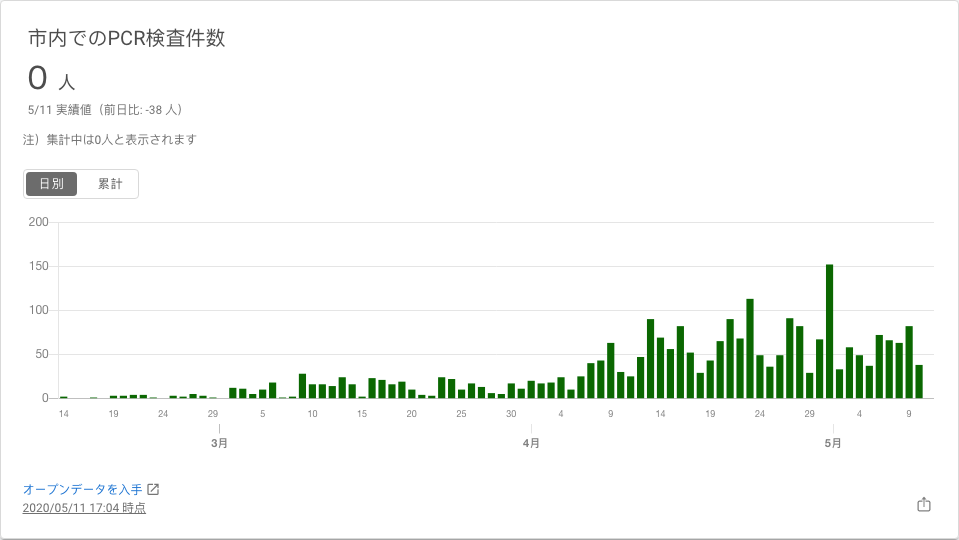 市内でのPCR検査件数
0 人
5/11 実績値（前日比: -38 人）
注）集計中は0人と表示されます
日別 累計
200
150
100
50
0
14 19 24 29 5 10 15 20 25 30 4 9 14 19 24 29 4 9
3月 4月 5月
オープンデータを入手
2020/05/11 17:04 時点